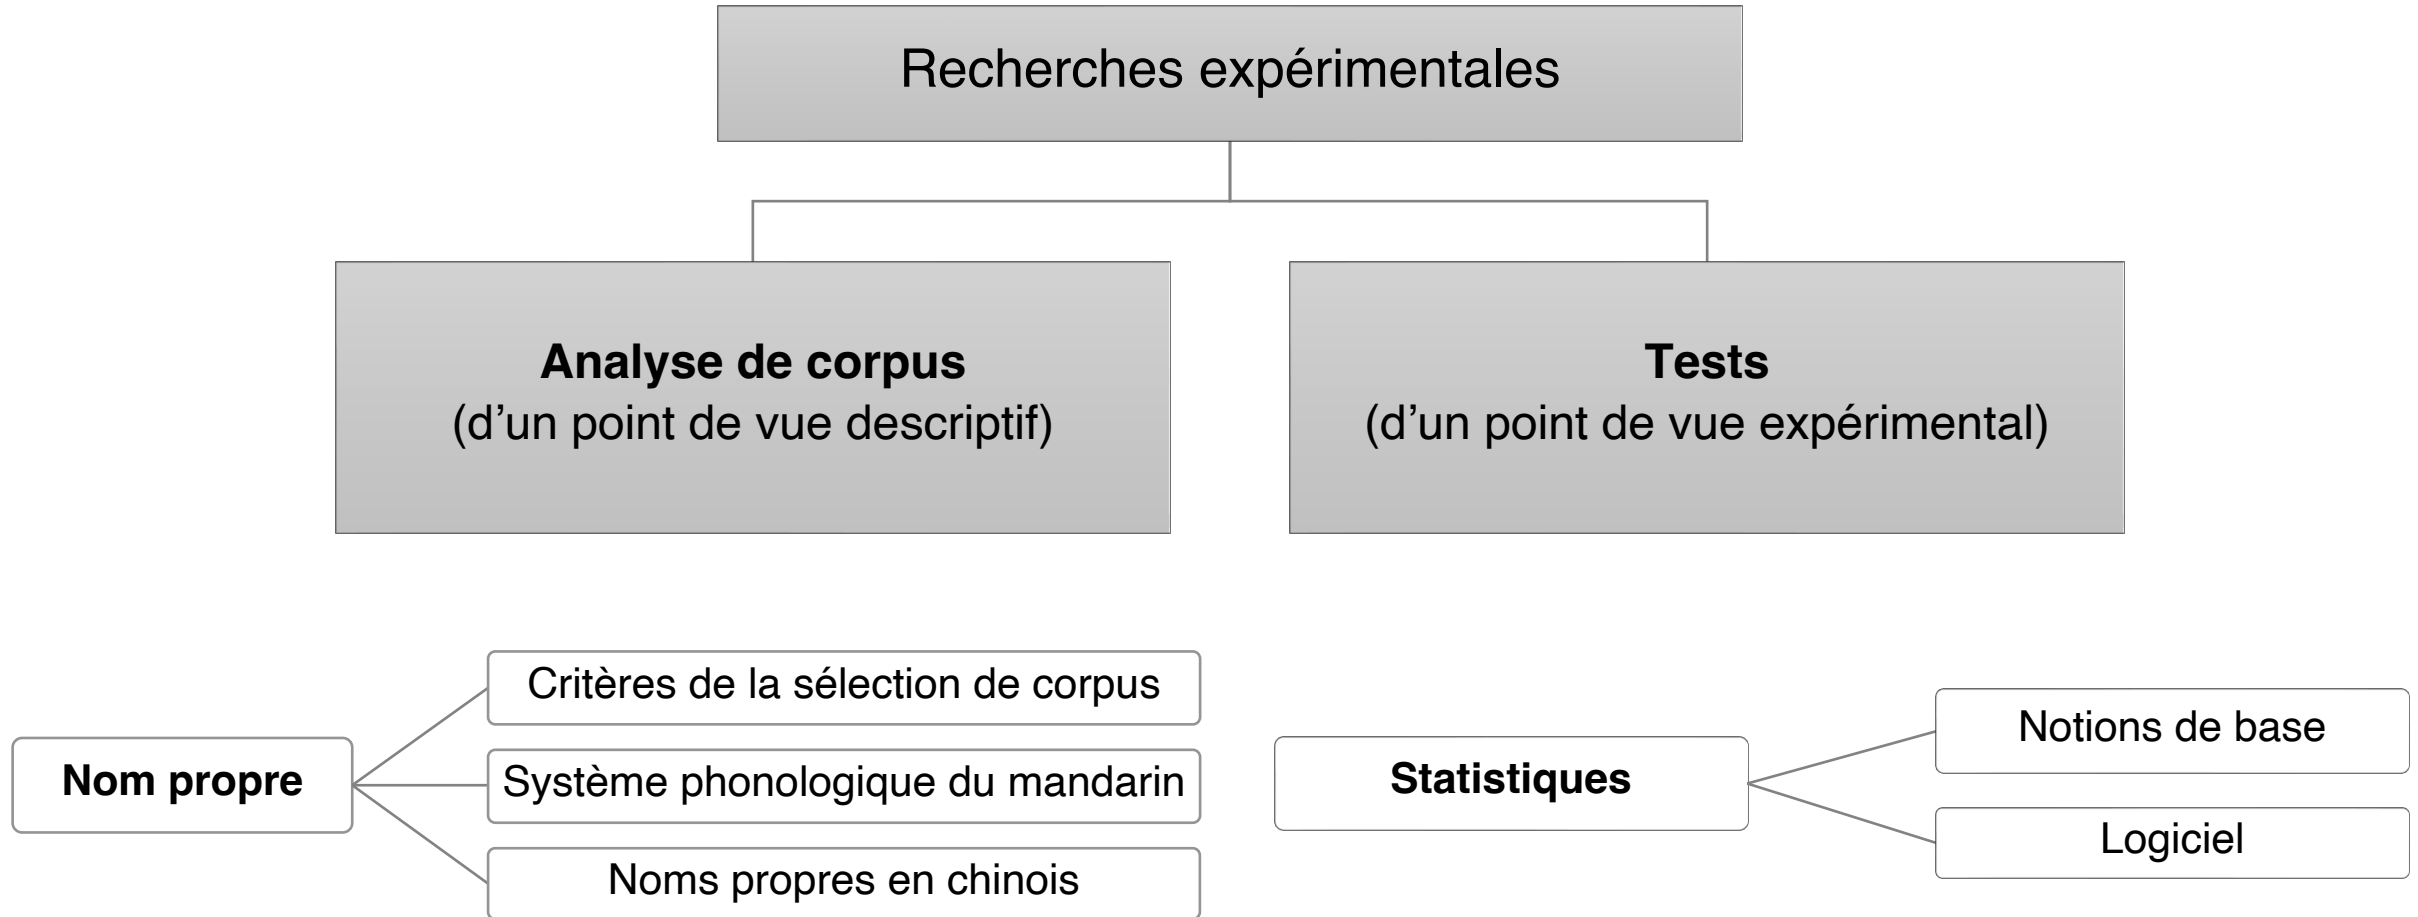 Recherches expérimentales
Analyse de corpus
(d’un point de vue descriptif)
Tests
(d’un point de vue expérimental)
Nom propre
Critères de la sélection de corpus
Système phonologique du mandarin
Noms propres en chinois
Statistiques
Notions de base
Logiciel